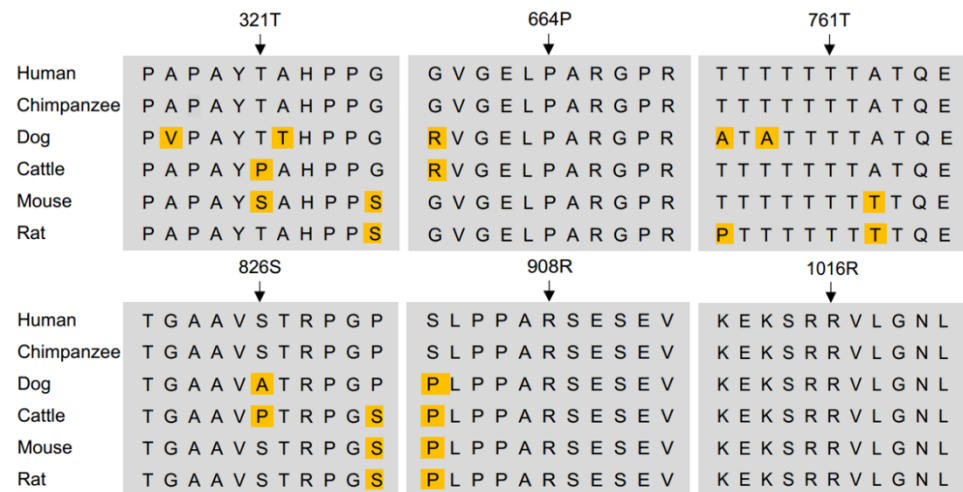 321T 664P 761T
Human P A P A Y T A H P P G G V G E L P A R G P R T T T T T T T A T Q E
Chimpanzee P A P A Y T A H P P G G V G E L P A R G P R T T T T T T T A T Q E
Dog P V P A Y T T H P P G R V G E L P A R G P R A T A T T T T A T Q E
Cattle P A P A Y P A H P P G R V G E L P A R G P R T T T T T T T A T Q E
Mouse P A P A Y S A H P P S G V G E L P A R G P R T T T T T T T T T Q E
Rat P A P A Y T A H P P S G V G E L P A R G P R P T T T T T T T T Q E
826S 908R 1016R
Human T G A A V S T R P G P S L P P A R S E S E V K E K S R R V L G N L
Chimpanzee T G A A V S T R P G P S L P P A R S E S E V K E K S R R V L G N L
Dog T G A A V A T R P G P P L P P A R S E S E V K E K S R R V L G N L
Cattle T G A A V P T R P G S P L P P A R S E S E V K E K S R R V L G N L
Mouse T G A A V S T R P G S P L P P A R S E S E V K E K S R R V L G N L
Rat T G A A V S T R P G S P L P P A R S E S E V K E K S R R V L G N L